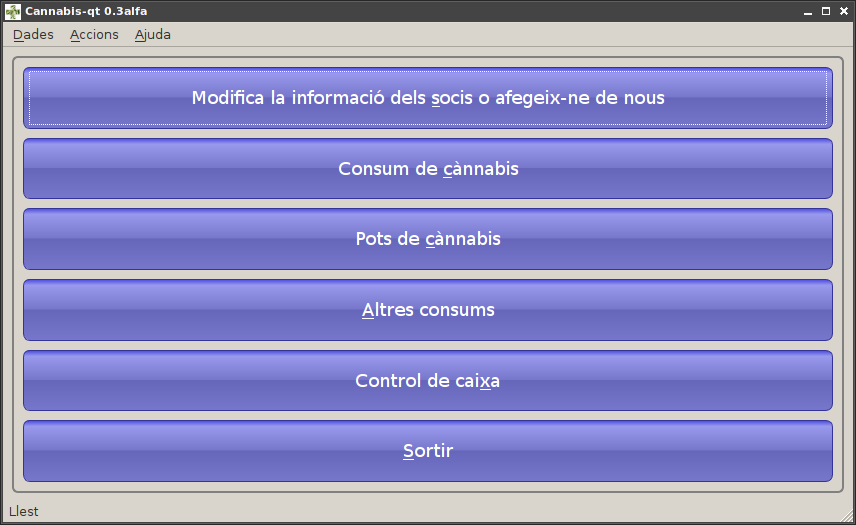 Cannabis-qt 0.3alfa
Dades Accions Ajuda
Modifica la informació dels socis o afegeix-ne de nous
Consum de cànnabis
Pots de cànnabis
Altres consums
Control de caixa
Sortir
Llest